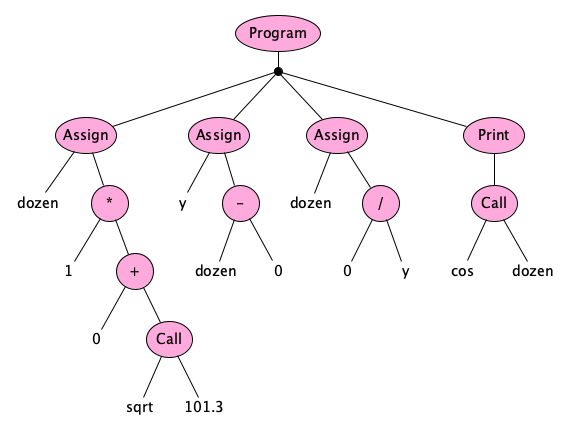 Program
Assign Assign Assign Print
dozen * y - dozen / Call
1 + dozen 0 0 y cos dozen
0 Call
sqrt 101.3